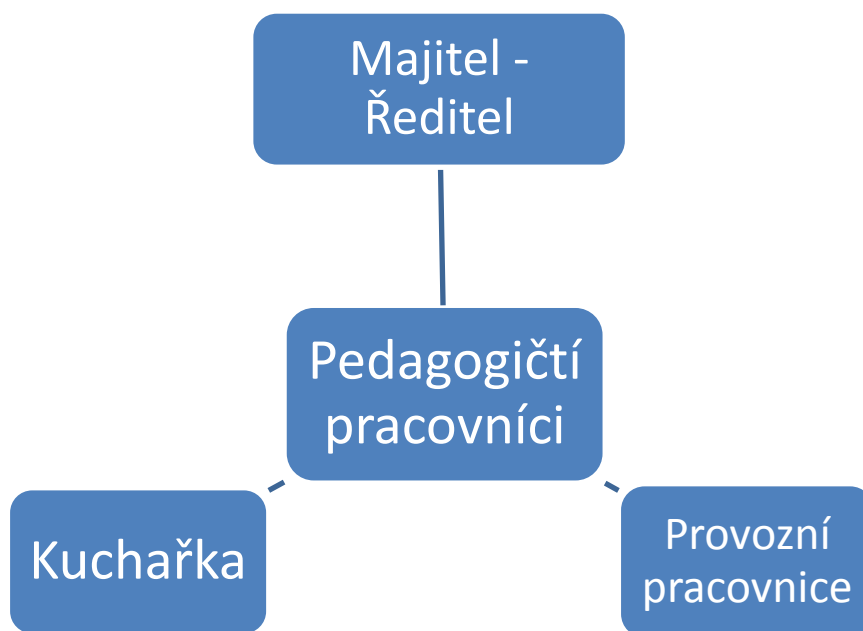 Majitel -
Ředitel
Pedagogičtí
pracovníci
Kuchařka
Provozní
pracovnice